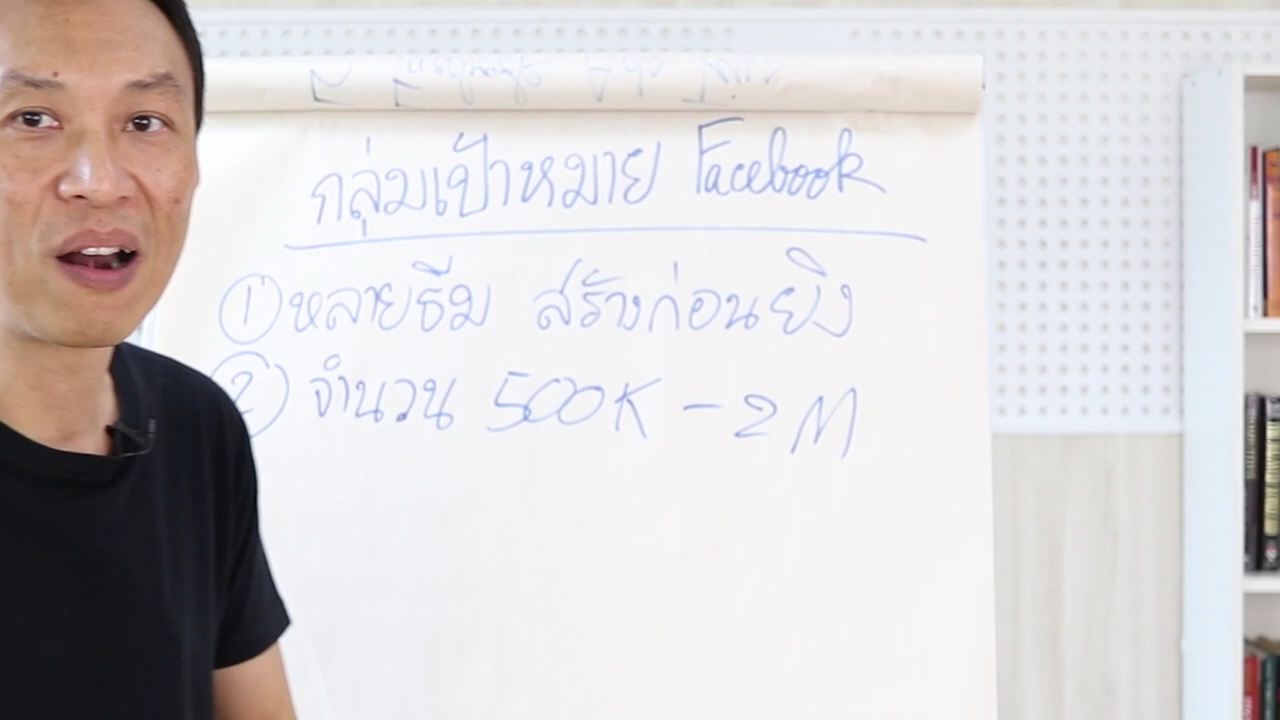 กลุ่มเป้าหมาย Facebook
① หลายธีม สร้างก่อนยิง
② จำนวน 500K - 2M